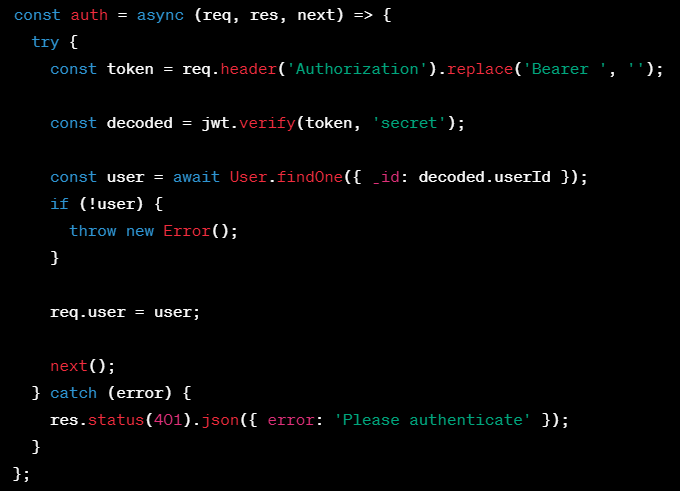 const auth = async (req, res, next) => {
  try {
    const token = req.header('Authorization').replace('Bearer ', '');

    const decoded = jwt.verify(token, 'secret');

    const user = await User.findOne({ _id: decoded.userId });
    if (!user) {
      throw new Error();
    }

    req.user = user;

    next();
  } catch (error) {
    res.status(401).json({ error: 'Please authenticate' });
  }
};